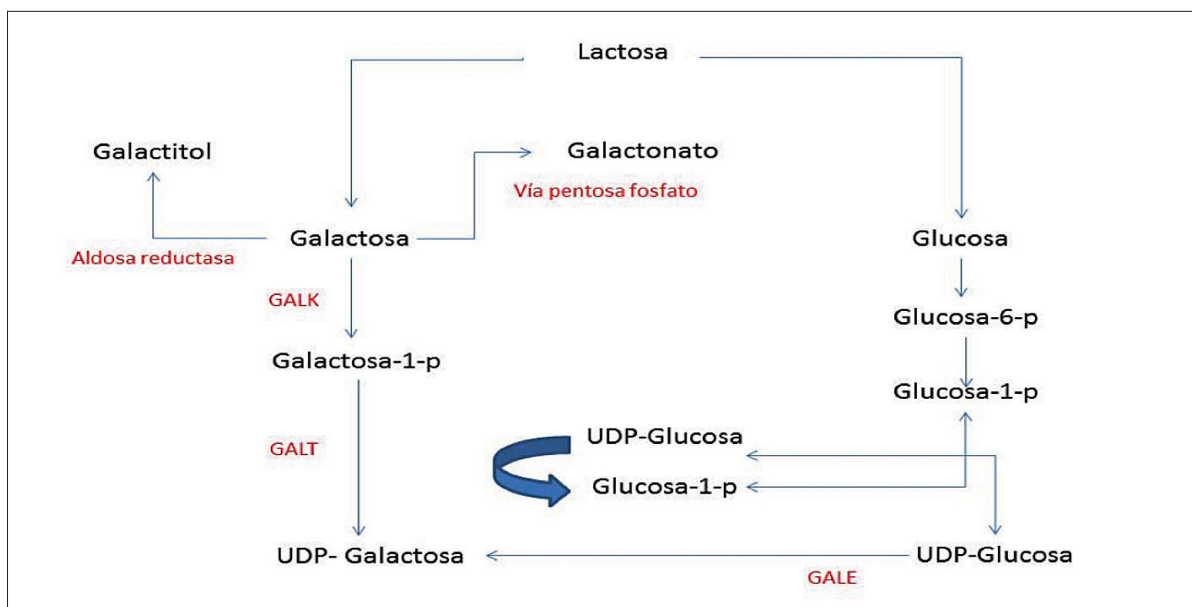 Lactosa
Galactitol
Galactonato
Vía pentosa fosfato
Galactosa
Glucosa
Aldosa reductasa
GALK
Glucosa-6-p
Galactosa-1-p
Glucosa-1-p
UDP-Glucosa
GALT
Glucosa-1-p
UDP- Galactosa
UDP-Glucosa
GALE